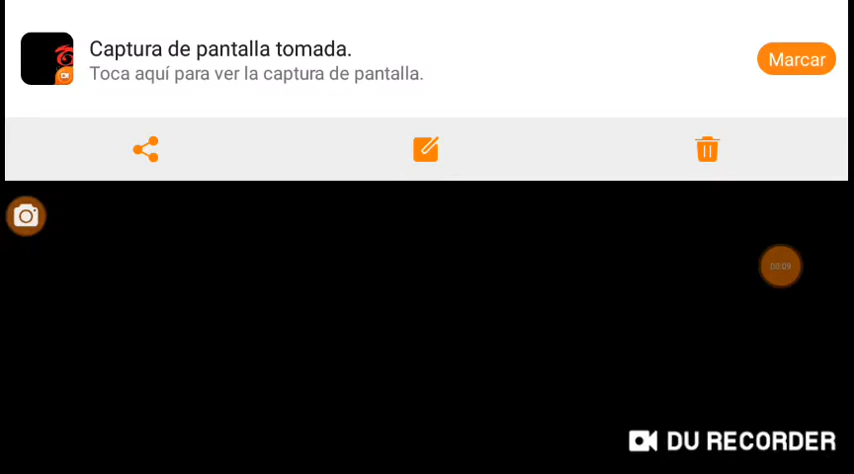 Captura de pantalla tomada.
Toca aquí para ver la captura de pantalla.
Marcar
00:09
DU RECORDER